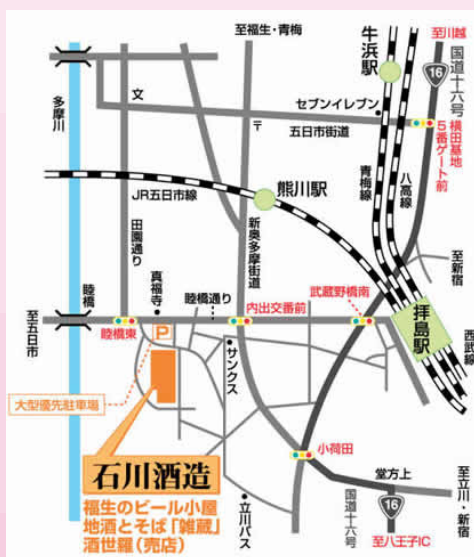 至福生・青梅
牛浜駅
至川越
16
国道十六号
多摩川
文
〒
セブンイレブン
五日市街道
横田基地
5番ゲート前
青梅線
八高線
熊川駅
JR五日市線
田園通り
真福寺
新奥多摩街道
至新宿
睦橋
睦橋通り
内出交番前
武蔵野橋南
拝島駅
西武線
至五日市
睦橋東
P
サンクス
大型優先駐車場
石川酒造
福生のビール小屋
地酒とそば「雑蔵」
酒世羅(売店)
立川バス
小荷田
堂方上
国道十六号
16
至八王子IC
至立川・新宿